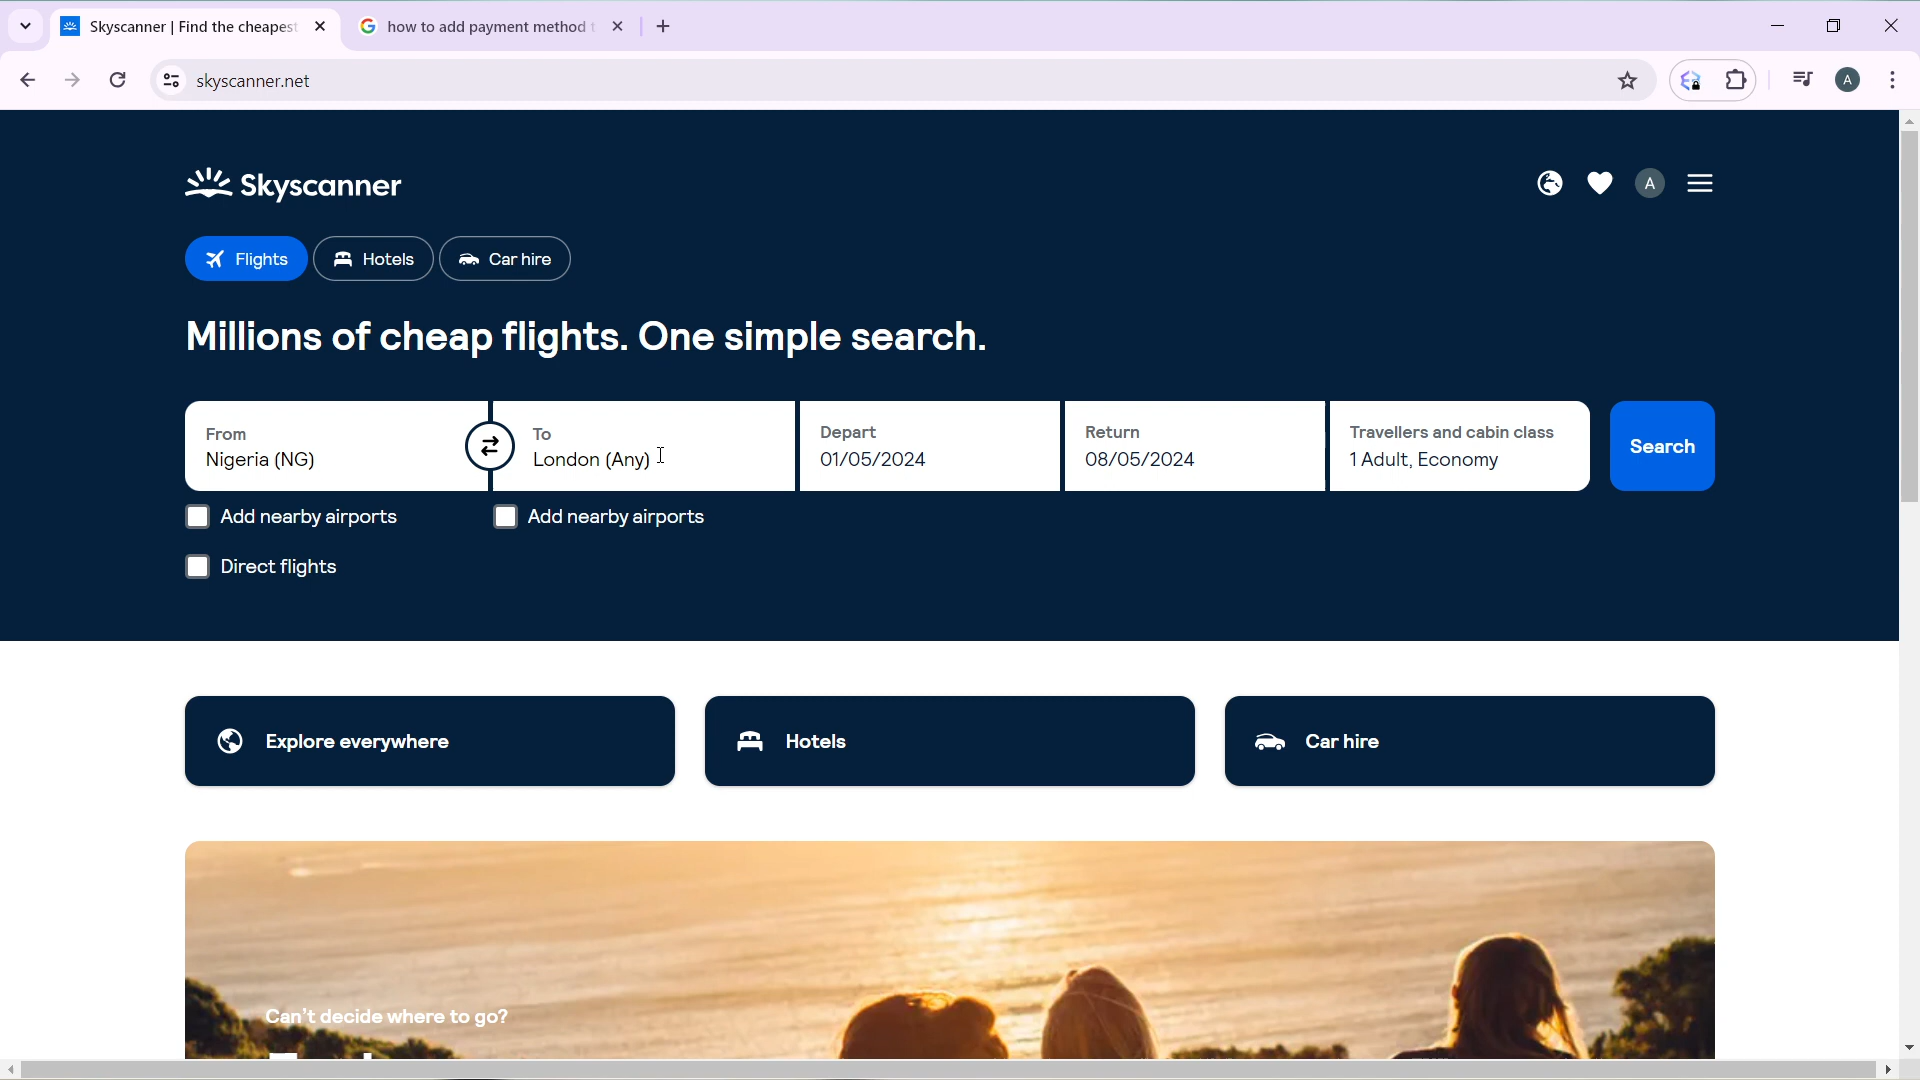 Skyscanner | Find the cheapest
how to add payment method t
skyscanner.net
A
Skyscanner
A
Flights
Hotels
Car hire
Millions of cheap flights. One simple search.
From
Nigeria (NG)
To
London (Any)
Depart
01/05/2024
Return
08/05/2024
Travellers and cabin class
1 Adult, Economy
Search
Add nearby airports
Add nearby airports
Direct flights
Explore everywhere
Hotels
Car hire
Can't decide where to go?